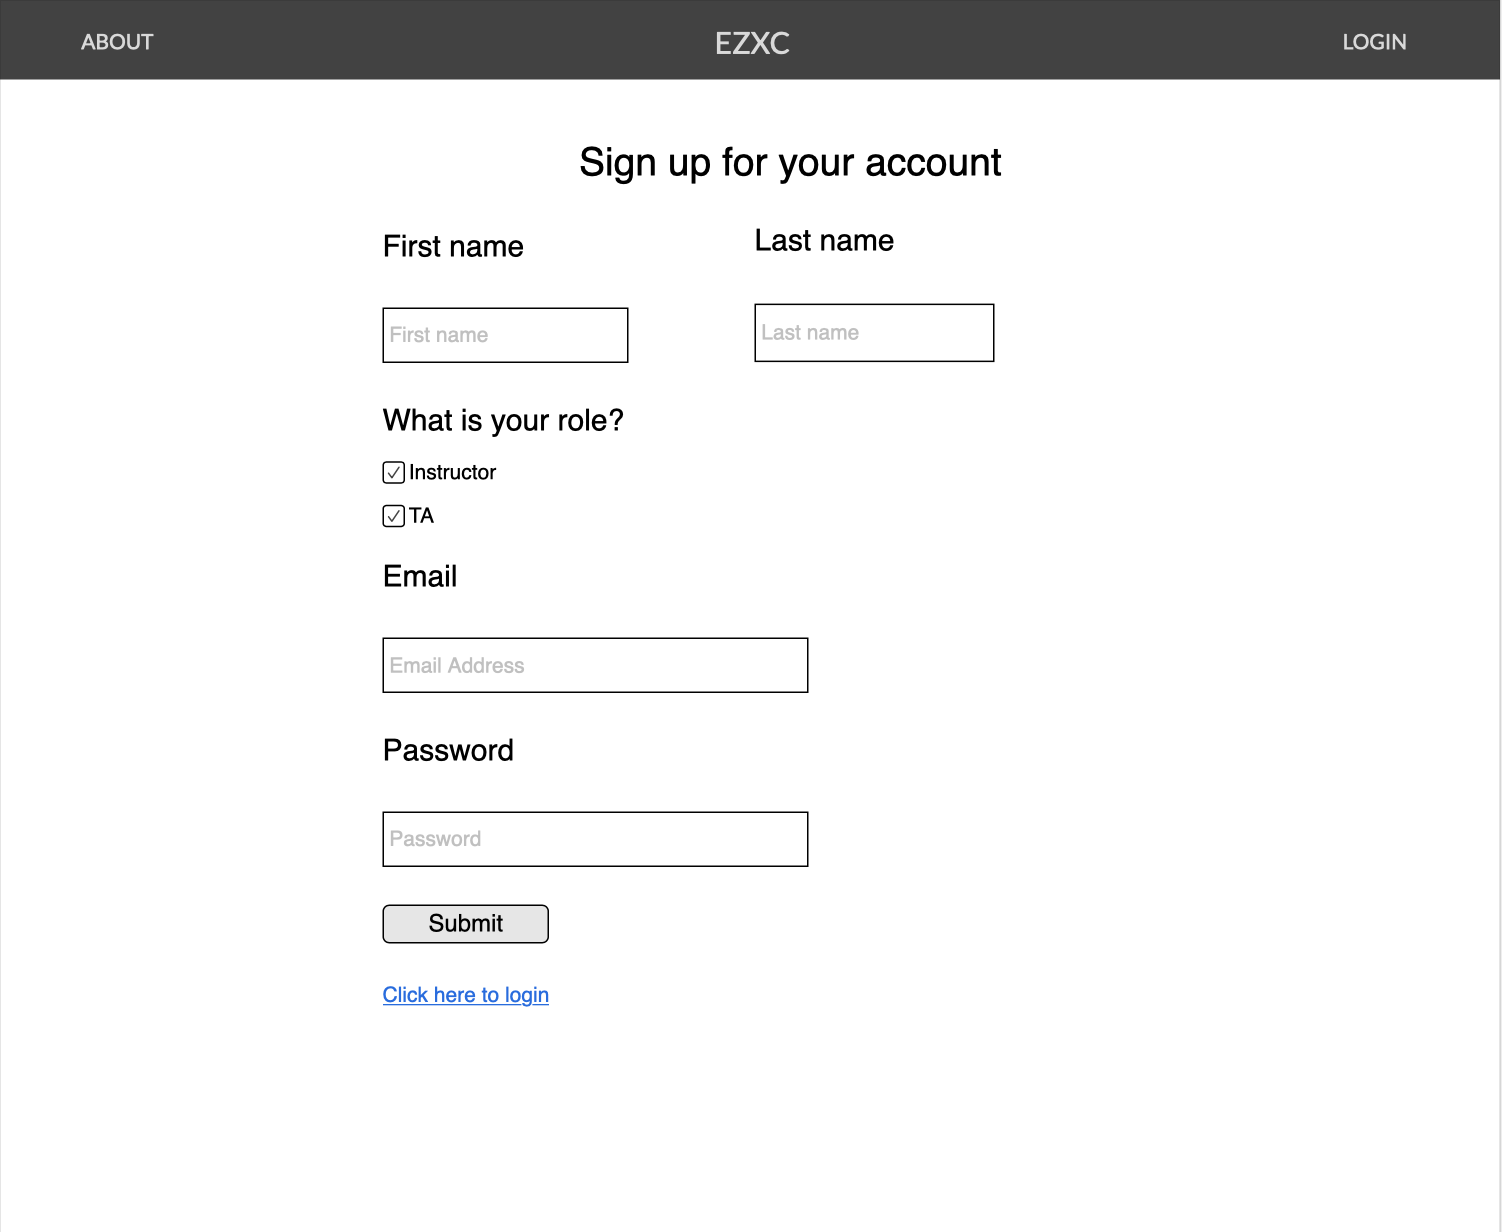 ABOUT
EZXC
LOGIN
Sign up for your account
First name
Last name
First name
Last name
What is your role?
Instructor
TA
Email
Email Address
Password
Password
Submit
Click here to login